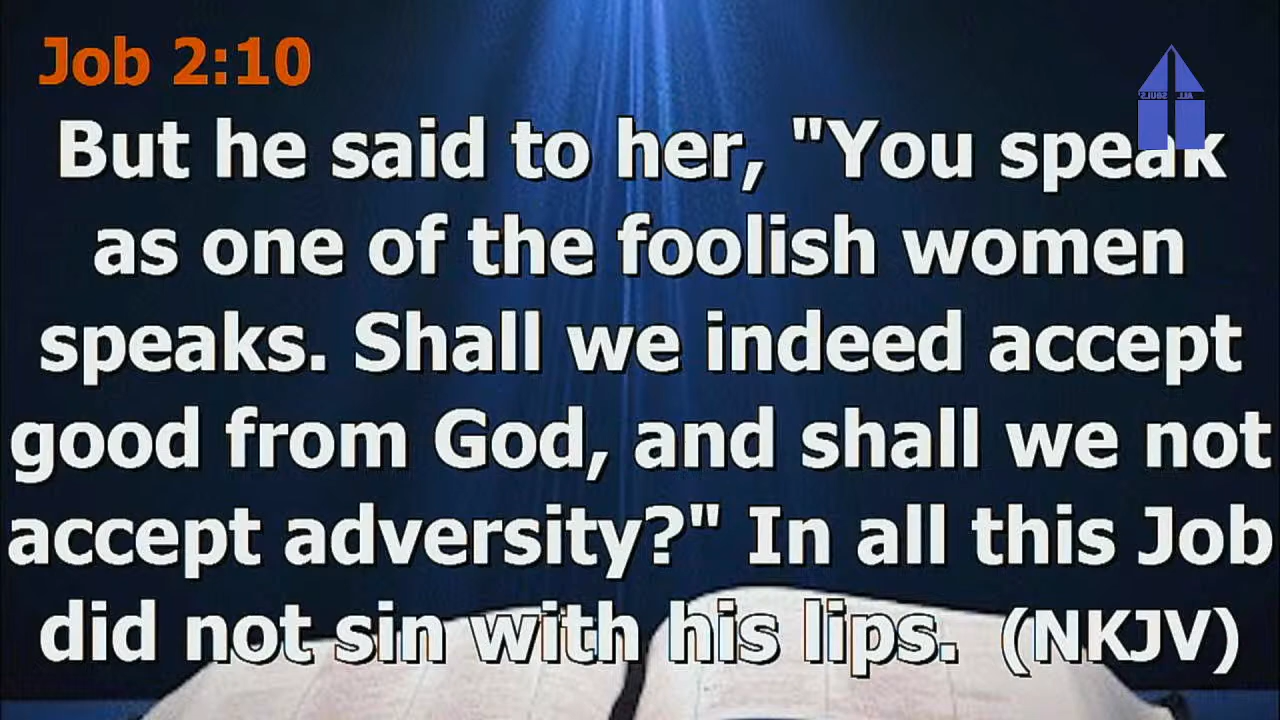 Job 2:10
ALL SOULS
But he said to her, "You speak
as one of the foolish women
speaks. Shall we indeed accept
good from God, and shall we not
accept adversity?" In all this Job
did not sin with his lips. (NKJV)